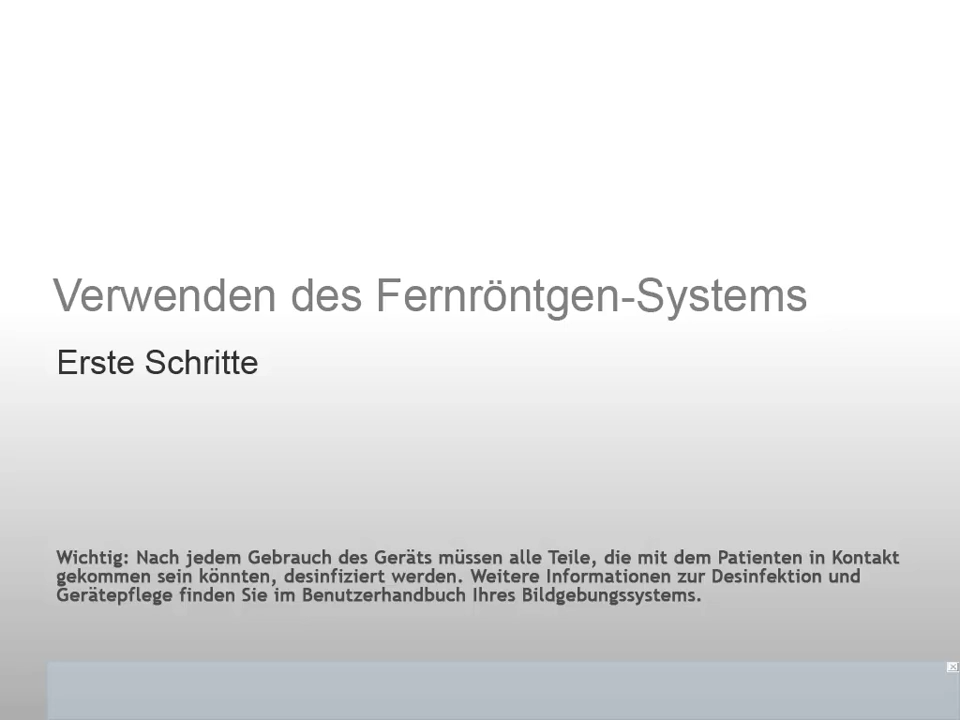 Verwenden des Fernröntgen-Systems
Erste Schritte
Wichtig: Nach jedem Gebrauch des Geräts müssen alle Teile, die mit dem Patienten in Kontakt
gekommen sein könnten, desinfiziert werden. Weitere Informationen zur Desinfektion und
Gerätepflege finden Sie im Benutzerhandbuch Ihres Bildgebungssystems.